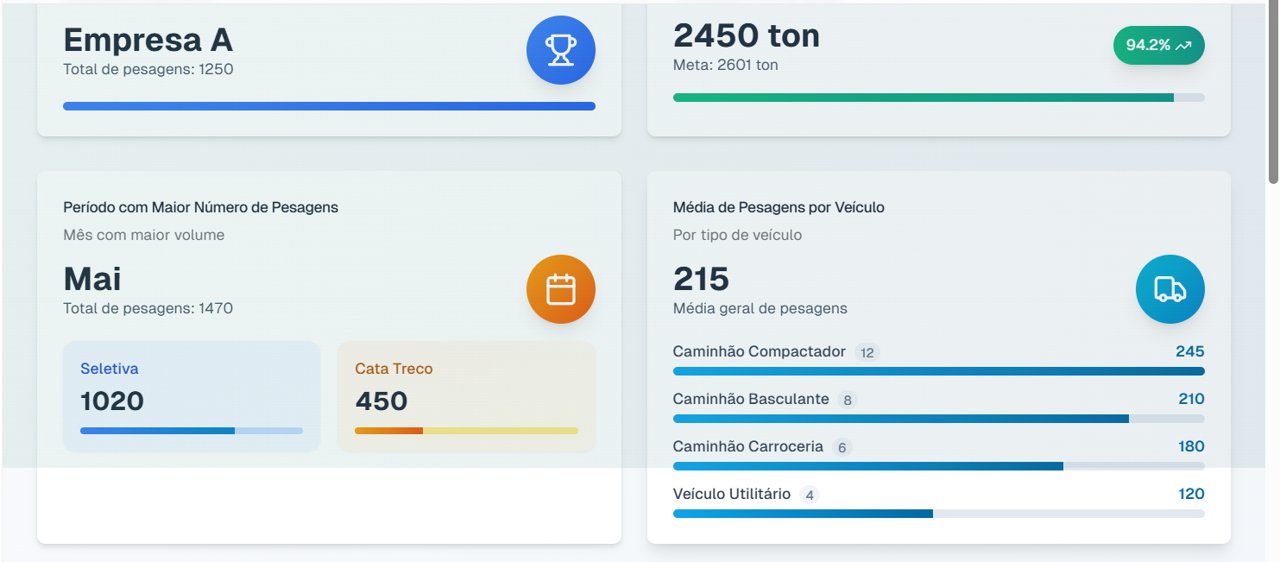 Empresa A
Total de pesagens: 1250
2450 ton
Meta: 2601 ton
94.2%
Período com Maior Número de Pesagens
Mês com maior volume
Mai
Total de pesagens: 1470
Seletiva
1020
Cata Treco
450
Média de Pesagens por Veículo
Por tipo de veículo
215
Média geral de pesagens
Caminhão Compactador 12 245
Caminhão Basculante 8 210
Caminhão Carroceria 6 180
Veículo Utilitário 4 120